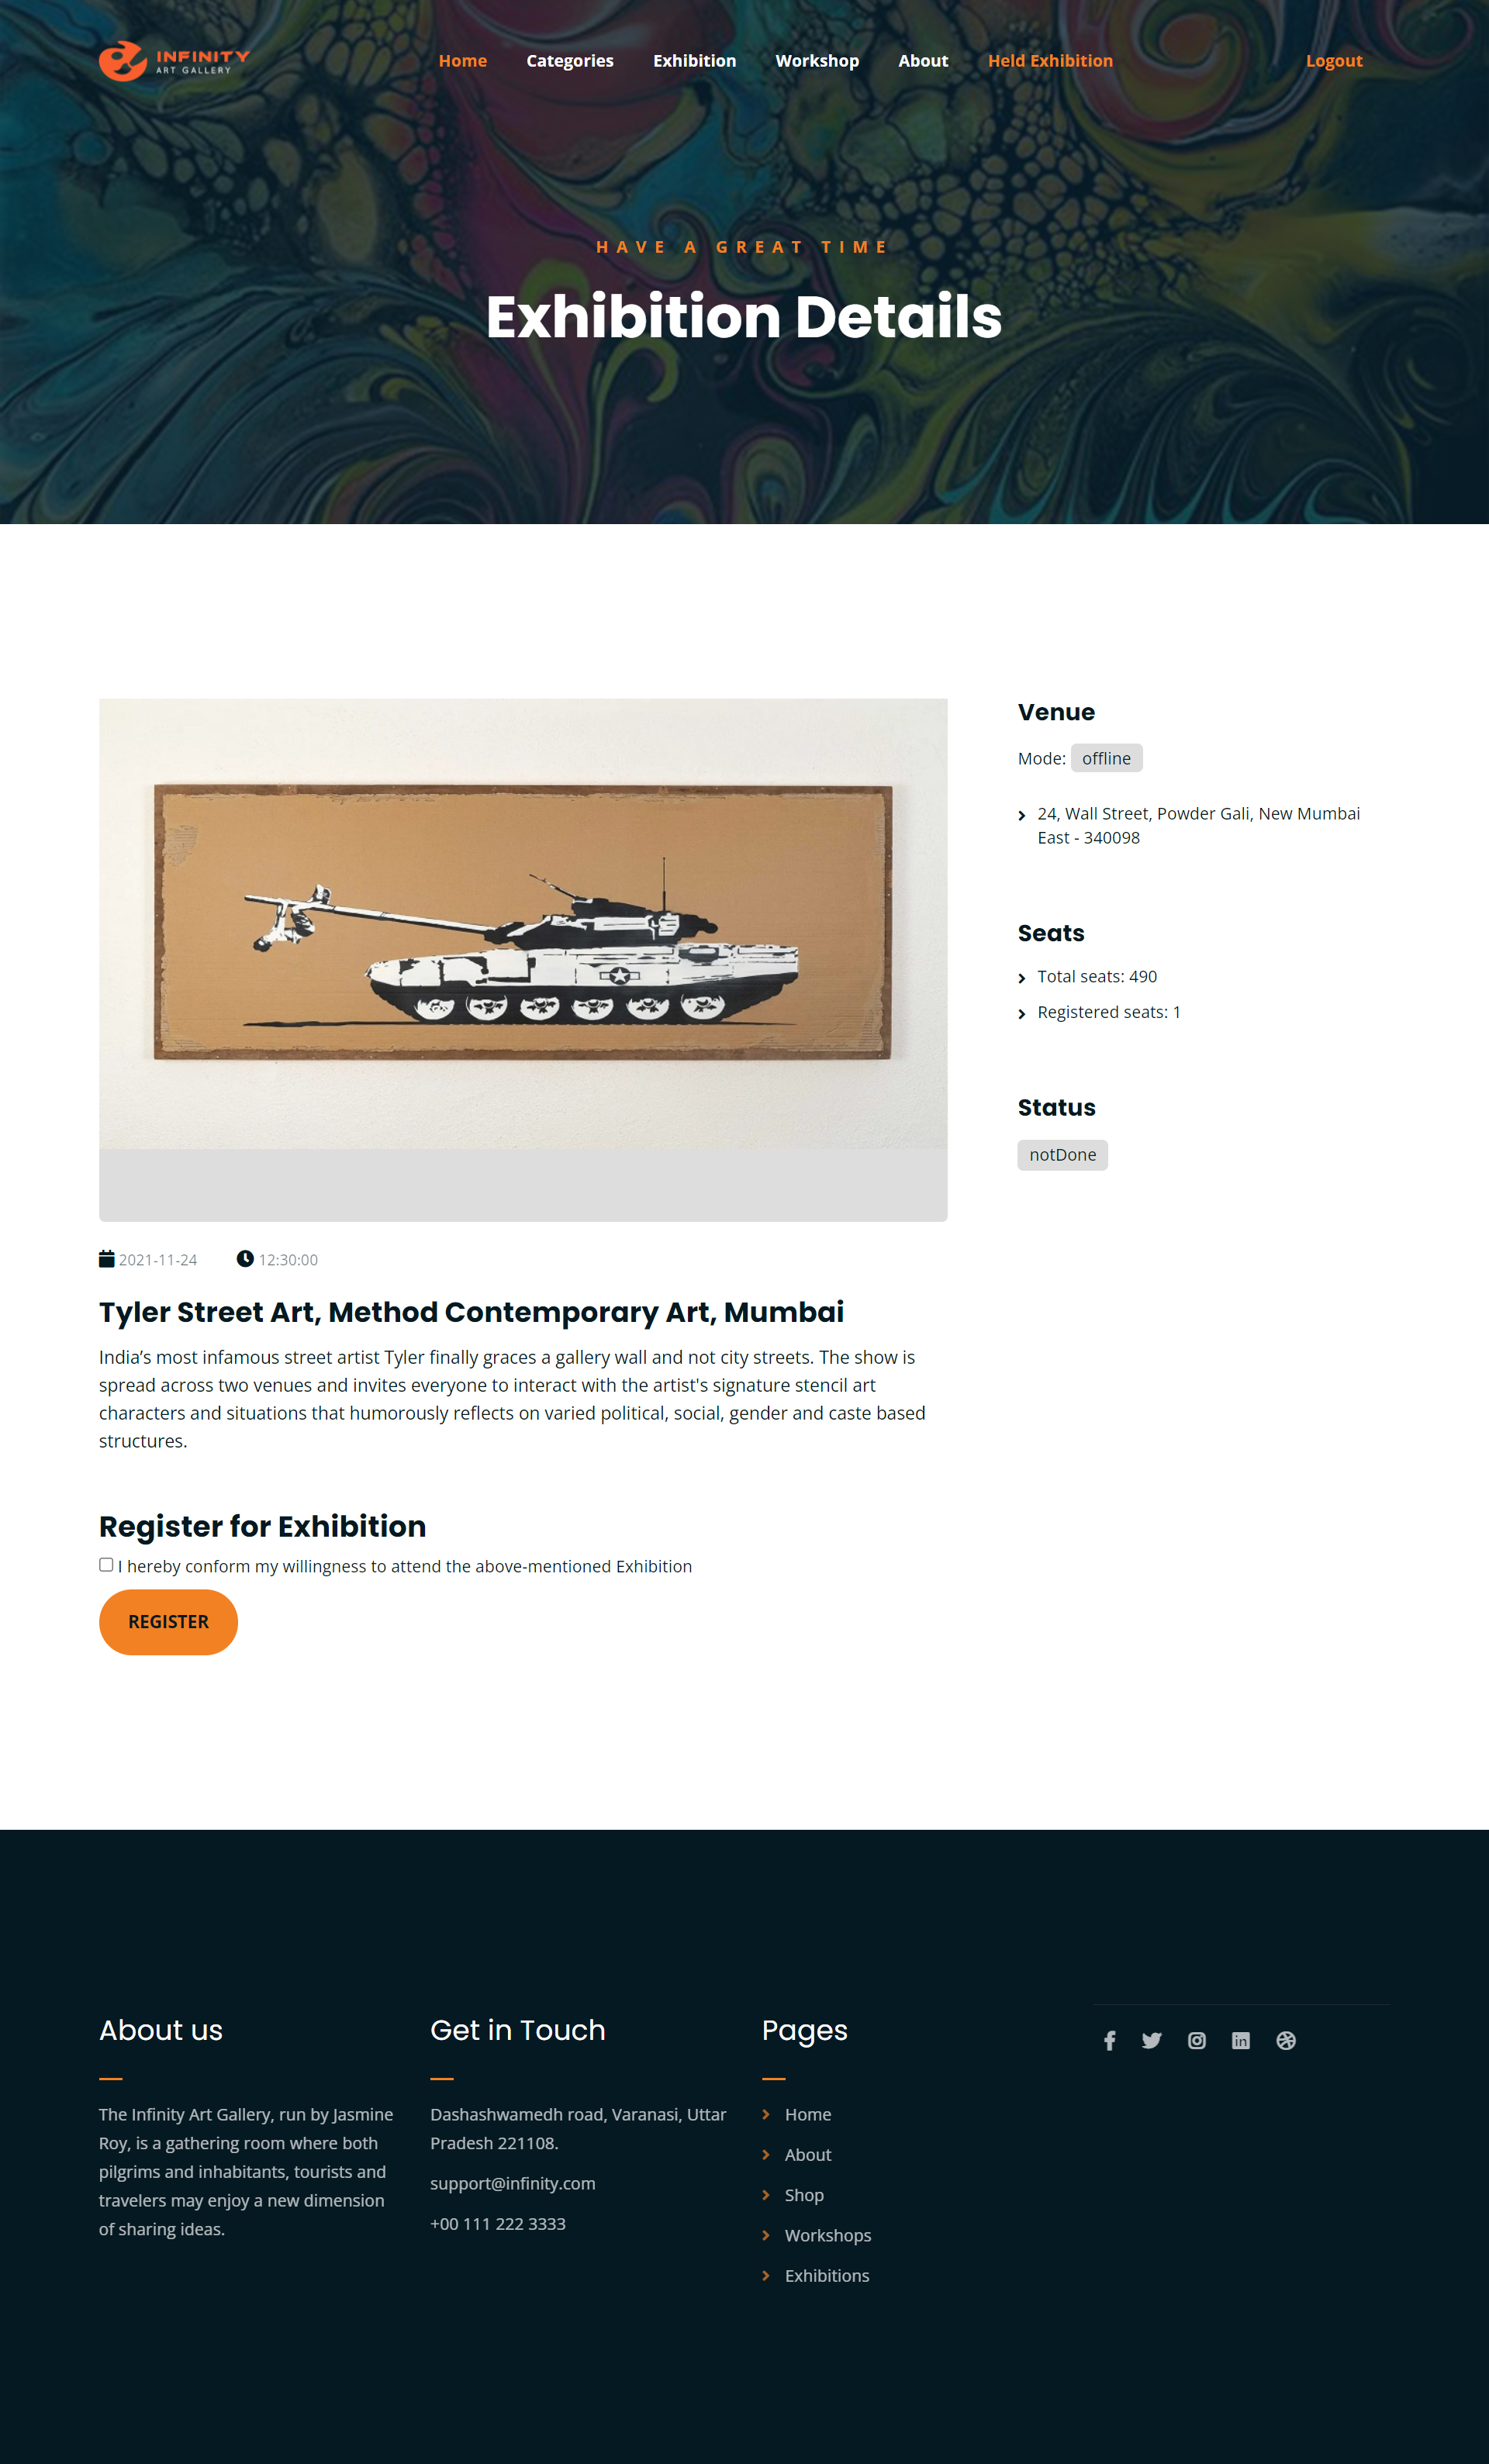 INFINITY
ART GALLERY
Home
Categories
Exhibition
Workshop
About
Held Exhibition
Logout
HAVE A GREAT TIME
Exhibition Details
Venue
Mode: offline
24, Wall Street, Powder Gali, New Mumbai
East - 340098
Seats
Total seats: 490
Registered seats: 1
Status
notDone
2021-11-24
12:30:00
Tyler Street Art, Method Contemporary Art, Mumbai
India’s most infamous street artist Tyler finally graces a gallery wall and not city streets. The show is
spread across two venues and invites everyone to interact with the artist's signature stencil art
characters and situations that humorously reflects on varied political, social, gender and caste based
structures.
Register for Exhibition
I hereby conform my willingness to attend the above-mentioned Exhibition
REGISTER
About us
The Infinity Art Gallery, run by Jasmine
Roy, is a gathering room where both
pilgrims and inhabitants, tourists and
travelers may enjoy a new dimension
of sharing ideas.
Get in Touch
Dashashwamedh road, Varanasi, Uttar
Pradesh 221108.
support@infinity.com
+00 111 222 3333
Pages
Home
About
Shop
Workshops
Exhibitions